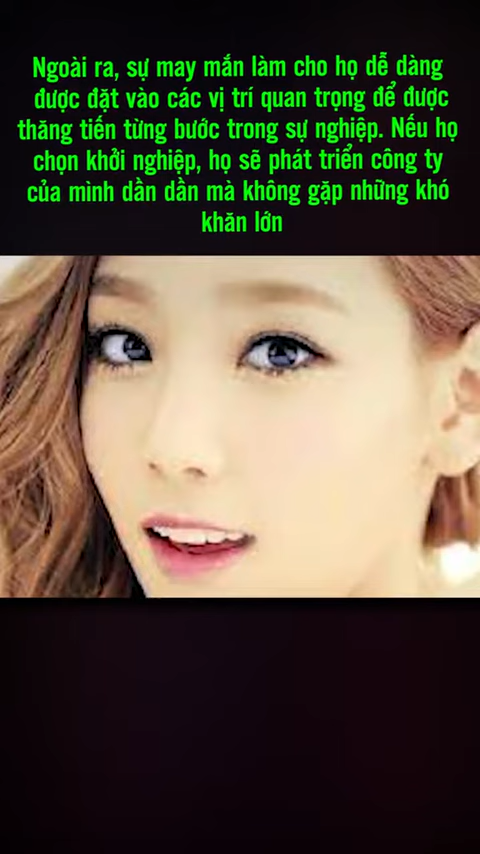 Ngoài ra, sự may mắn làm cho họ dễ dàng
được đặt vào các vị trí quan trọng để được
thăng tiến từng bước trong sự nghiệp. Nếu họ
chọn khởi nghiệp, họ sẽ phát triển công ty
của mình dần dần mà không gặp những khó
khăn lớn